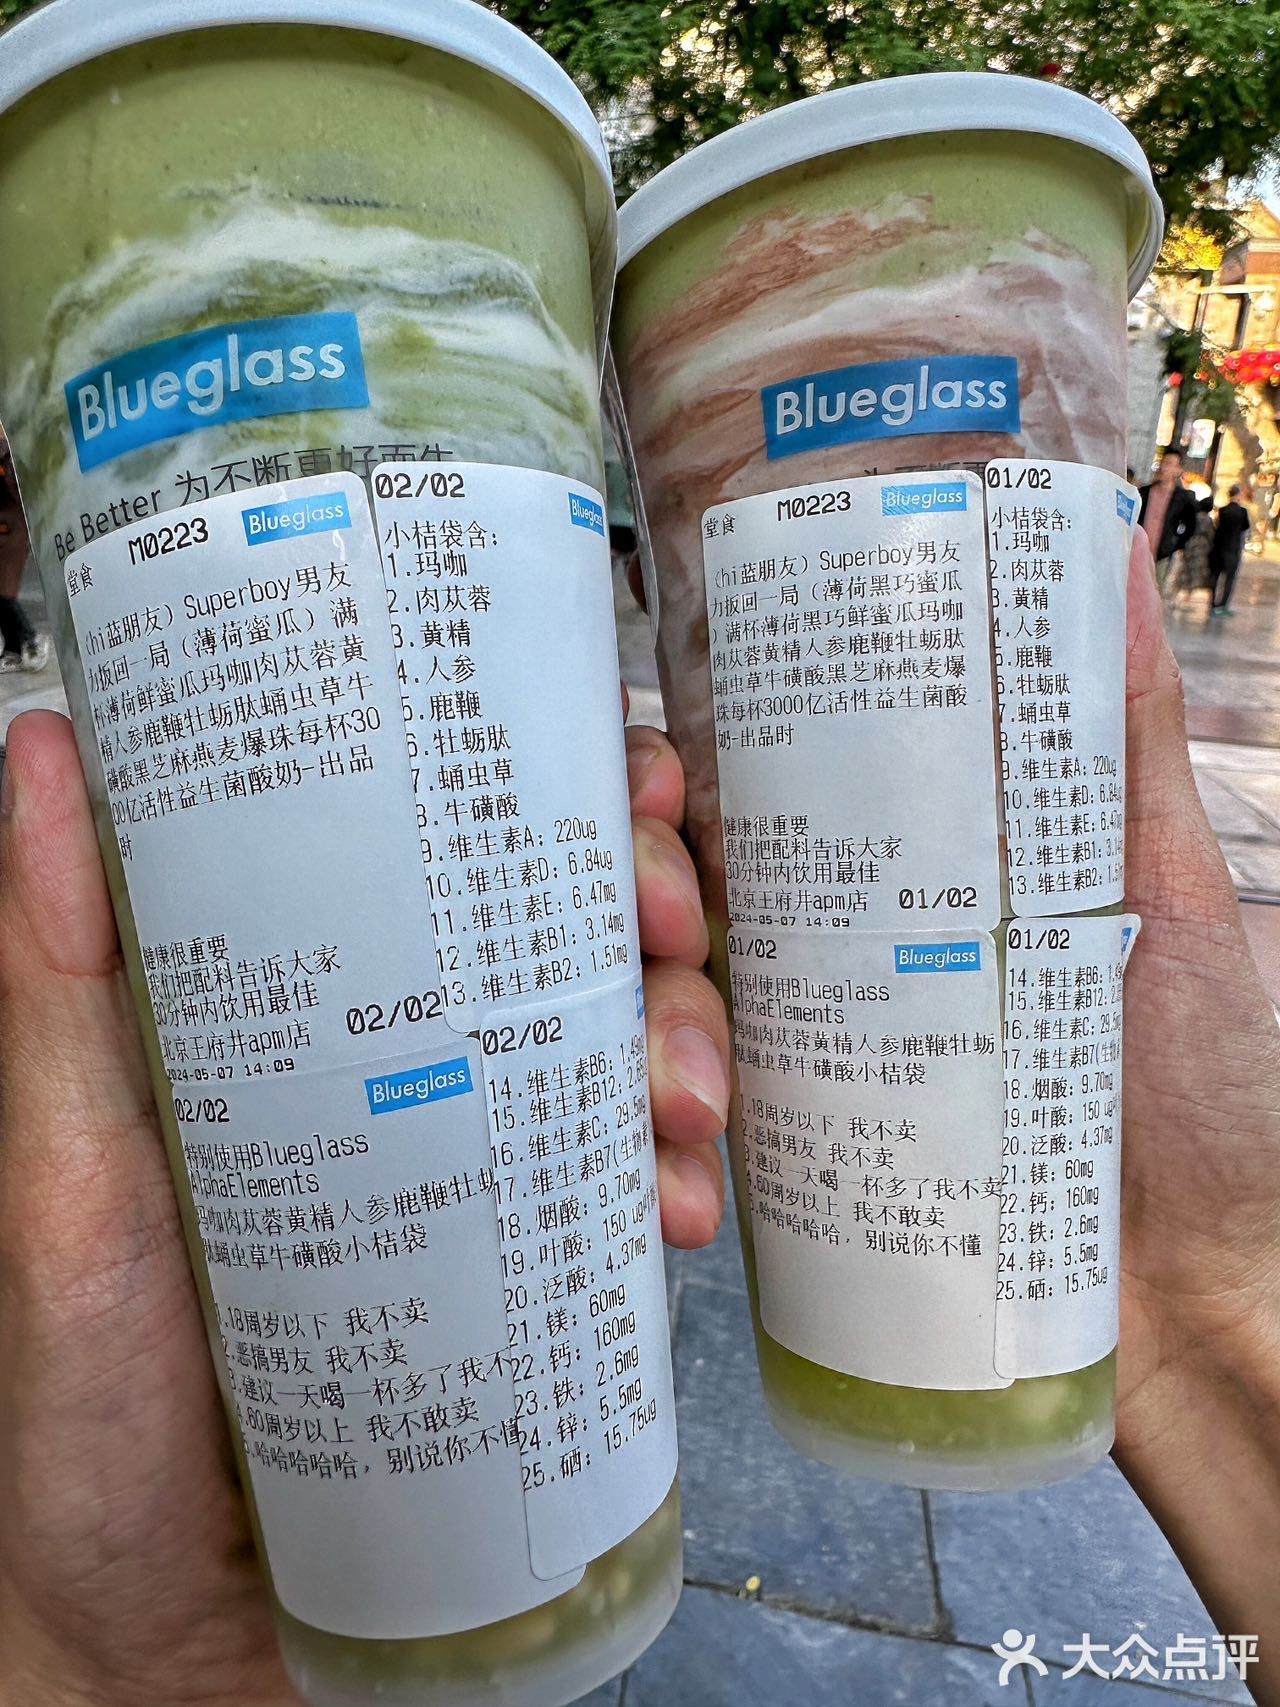 Blueglass
Be Better 为不断更好而生
堂食 M0223 Blueglass
(hi蓝朋友) Superboy男友
力扳回一局（薄荷蜜瓜）满
杯薄荷鲜蜜瓜玛咖肉苁蓉黄
精人参鹿鞭牡蛎肽蛹虫草牛
磺酸黑芝麻燕麦爆珠每杯30
00亿活性益生菌酸奶-出品
时
健康很重要
我们把配料告诉大家
30分钟内饮用最佳
北京王府井apm店 02/02
2024-05-07 14:09
02/02
Blueglass
小桔袋含:
1.玛咖
2.肉苁蓉
3.黄精
4.人参
5.鹿鞭
6.牡蛎肽
7.蛹虫草
8.牛磺酸
9.维生素A: 220ug
10.维生素D: 6.84ug
11.维生素E: 6.47mg
12.维生素B1: 3.14mg
13.维生素B2: 1.51mg
02/02 Blueglass
特别使用Blueglass
AlphaElements
玛咖肉苁蓉黄精人参鹿鞭牡蛎
肽蛹虫草牛磺酸小桔袋
1.18周岁以下 我不卖
2.恶搞男友 我不卖
3.建议一天喝一杯多了我不
4.60周岁以上 我不敢卖
5.哈哈哈哈哈，别说你不懂
02/02
14.维生素B6: 1.49mg
15.维生素B12: 2.65
16.维生素C: 29.5mg
17.维生素B7(生物素
18.烟酸: 9.70mg
19.叶酸: 150 ug
20.泛酸: 4.37mg
21.镁: 60mg
22.钙: 160mg
23.铁: 2.6mg
24.锌: 5.5mg
25.硒: 15.75ug
Blueglass
为不断更
堂食 M0223 Blueglass
(hi蓝朋友) Superboy男友
力扳回一局（薄荷黑巧蜜瓜
）满杯薄荷黑巧鲜蜜瓜玛咖
肉苁蓉黄精人参鹿鞭牡蛎肽
蛹虫草牛磺酸黑芝麻燕麦爆
珠每杯3000亿活性益生菌酸
奶-出品时
健康很重要
我们把配料告诉大家
30分钟内饮用最佳
北京王府井apm店 01/02
2024-05-07 14:09
01/02
小桔袋含:
1.玛咖
2.肉苁蓉
3.黄精
4.人参
5.鹿鞭
6.牡蛎肽
7.蛹虫草
8.牛磺酸
9.维生素A: 220ug
10.维生素D: 6.84u
11.维生素E: 6.47m
12.维生素B1: 3.14
13.维生素B2: 1.5
01/02 Blueglass
特别使用Blueglass
AlphaElements
玛咖肉苁蓉黄精人参鹿鞭牡蛎
肽蛹虫草牛磺酸小桔袋
1.18周岁以下 我不卖
2.恶搞男友 我不卖
3.建议一天喝一杯多了我不卖
4.60周岁以上 我不敢卖
5.哈哈哈哈哈，别说你不懂
01/02
14.维生素B6: 1.49
15.维生素B12: 2.6
16.维生素C: 29.5m
17.维生素B7(生物
18.烟酸: 9.70mg
19.叶酸: 150 ug
20.泛酸: 4.37mg
21.镁: 60mg
22.钙: 160mg
23.铁: 2.6mg
24.锌: 5.5mg
25.硒: 15.75ug
大众点评